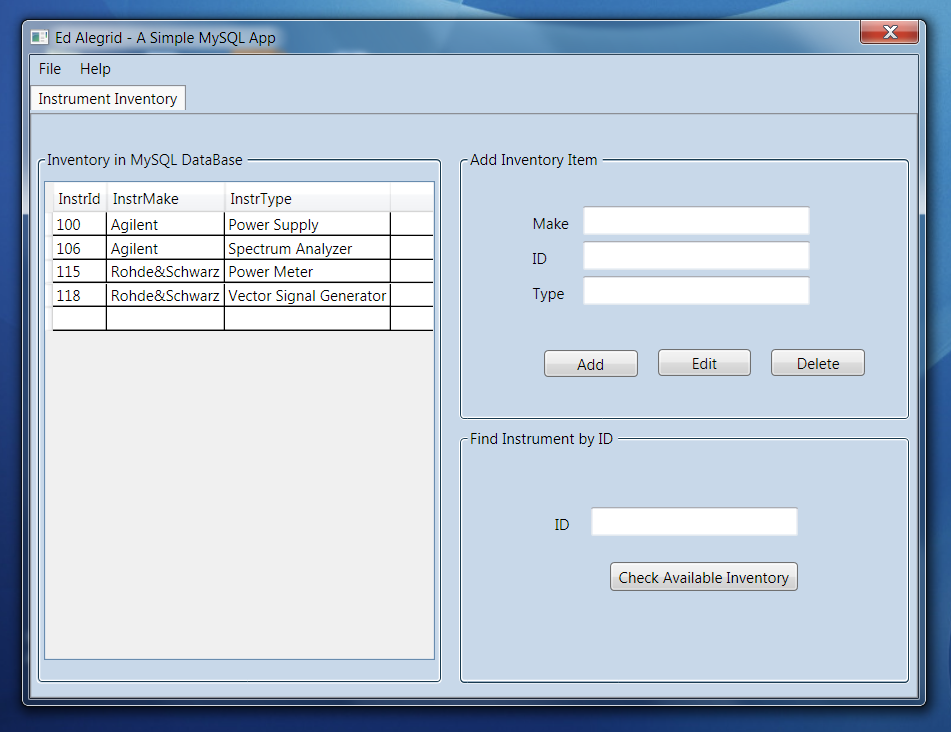 Ed Alegrid - A Simple MySQL App
File Help
Instrument Inventory
Inventory in MySQL DataBase
InstrId InstrMake InstrType
100 Agilent Power Supply
106 Agilent Spectrum Analyzer
115 Rohde&Schwarz Power Meter
118 Rohde&Schwarz Vector Signal Generator
Add Inventory Item
Make
ID
Type
Add Edit Delete
Find Instrument by ID
ID
Check Available Inventory